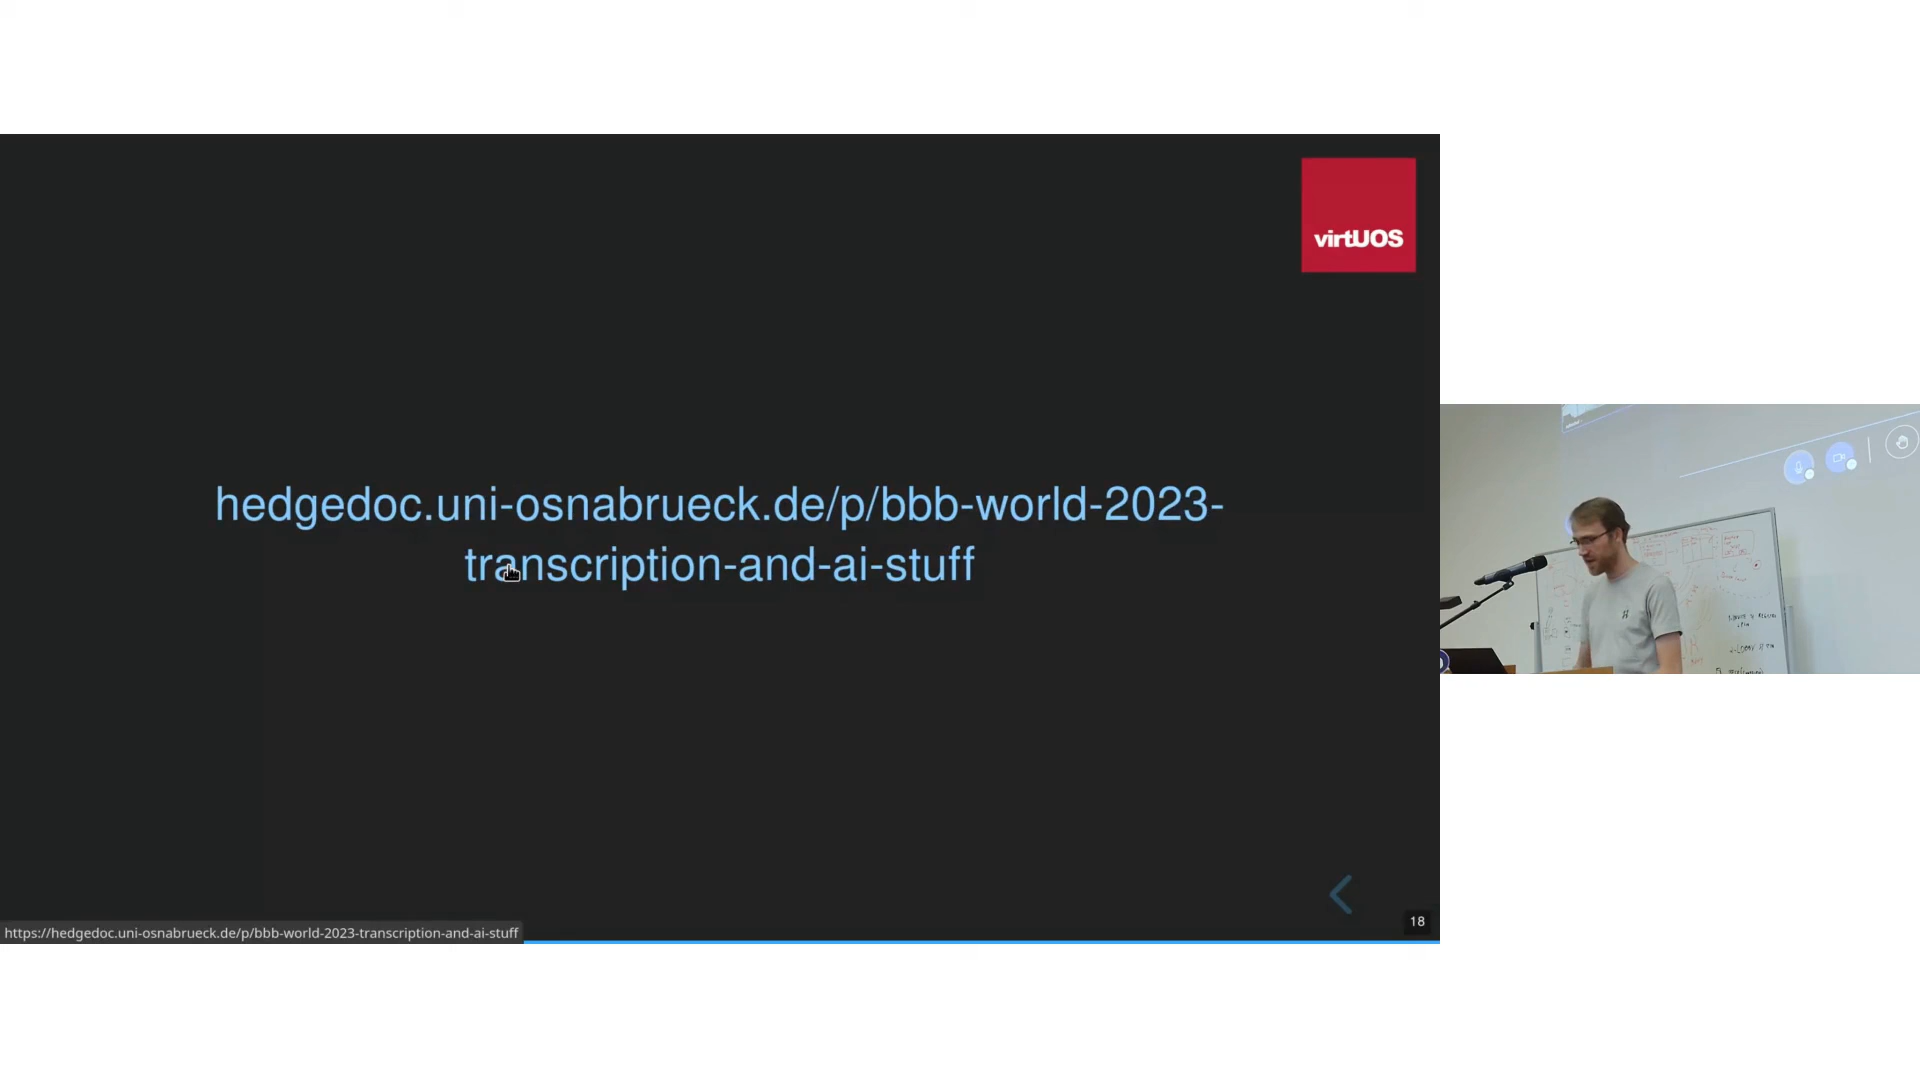 virtUOS
hedgedoc.uni-osnabrueck.de/p/bbb-world-2023-
transcription-and-ai-stuff
18
https://hedgedoc.uni-osnabrueck.de/p/bbb-world-2023-transcription-and-ai-stuff